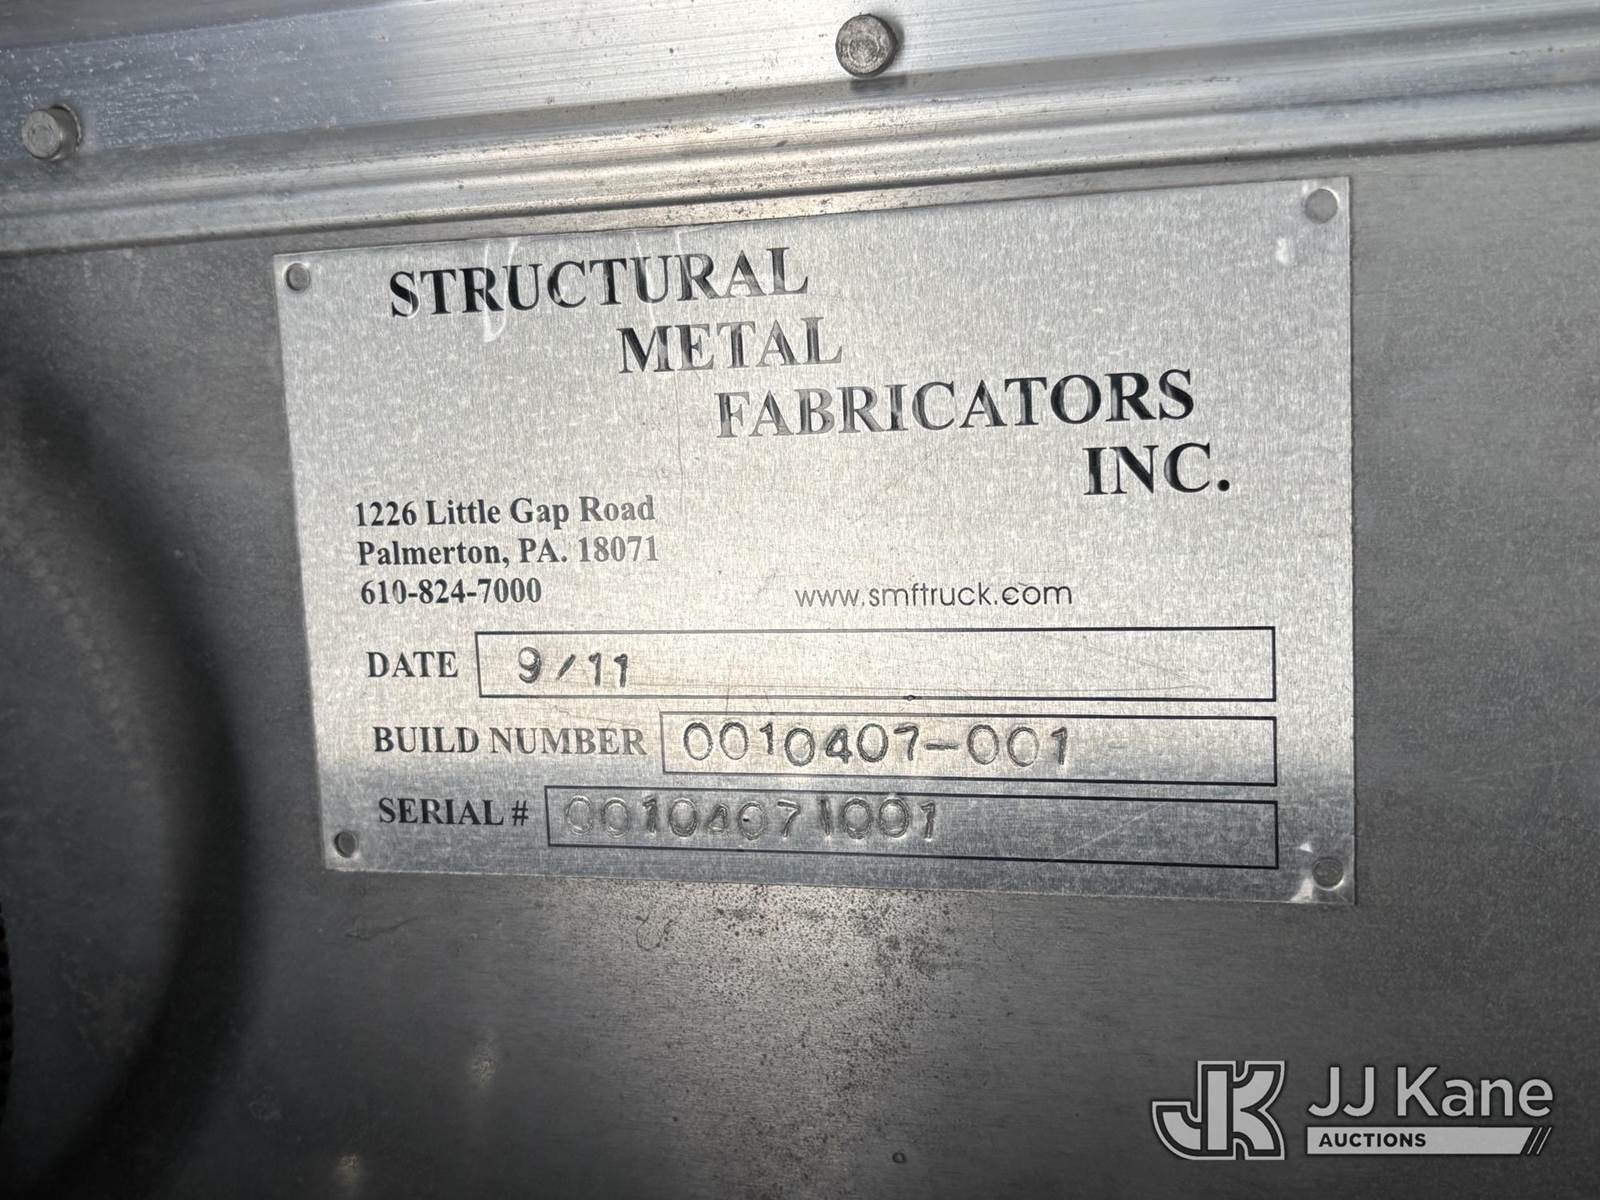 STRUCTURAL
METAL
FABRICATORS
INC.
1226 Little Gap Road
Palmerton, PA. 18071
610-824-7000
www.smftruck.com
DATE 9/11
BUILD NUMBER 0010407-001
SERIAL # 00104071001
JK JJ Kane
AUCTIONS